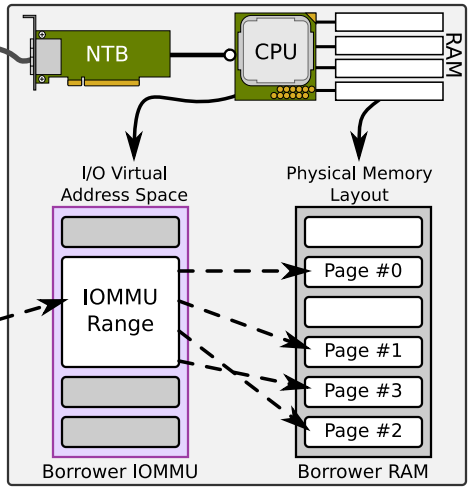 NTB
CPU
RAM
I/O Virtual
Address Space
Physical Memory
Layout
IOMMU
Range
Page #0
Page #1
Page #3
Page #2
Borrower IOMMU
Borrower RAM